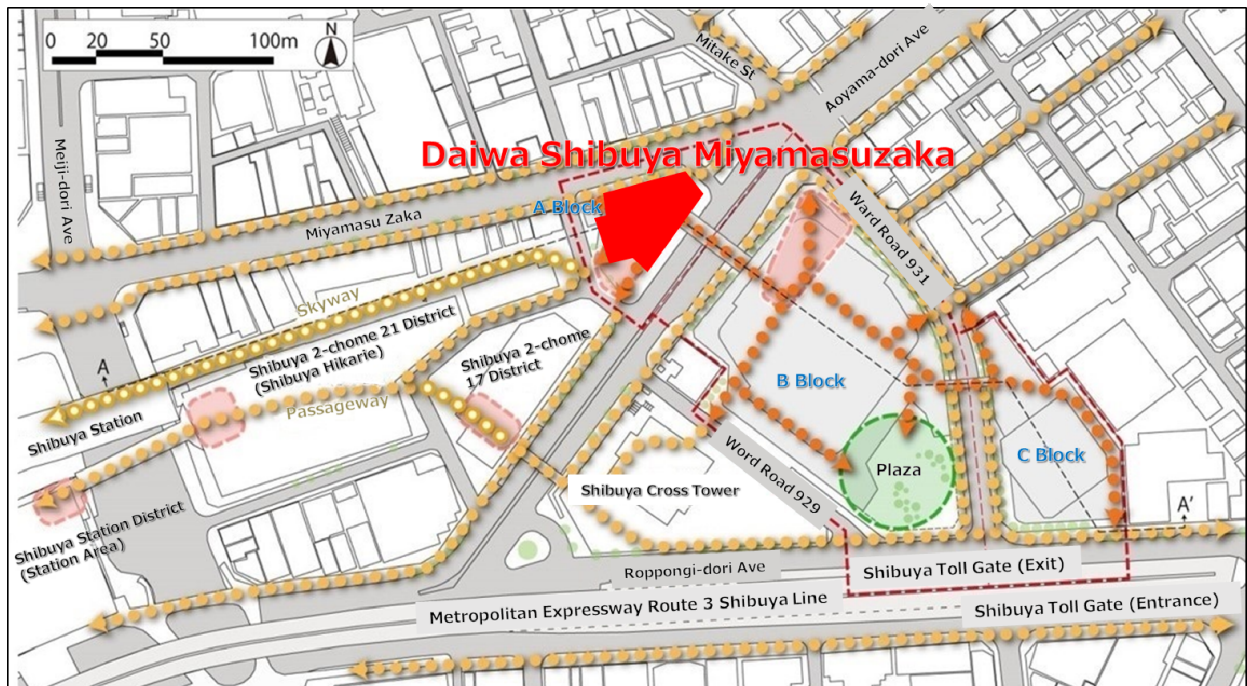 0 20 50 100m
N
Mitake St
Aoyama-dori Ave
Meiji-dori Ave
Daiwa Shibuya Miyamasuzaka
A Block
Miyamasu Zaka
Ward Road 931
Skyway
A
Shibuya 2-chome 21 District
(Shibuya Hikarie)
Shibuya 2-chome
17 District
B Block
Passageway
Shibuya Station
C Block
Plaza
Word Road 929
Shibuya Cross Tower
A'
Shibuya Station District
(Station Area)
Roppongi-dori Ave
Shibuya Toll Gate (Exit)
Metropolitan Expressway Route 3 Shibuya Line
Shibuya Toll Gate (Entrance)